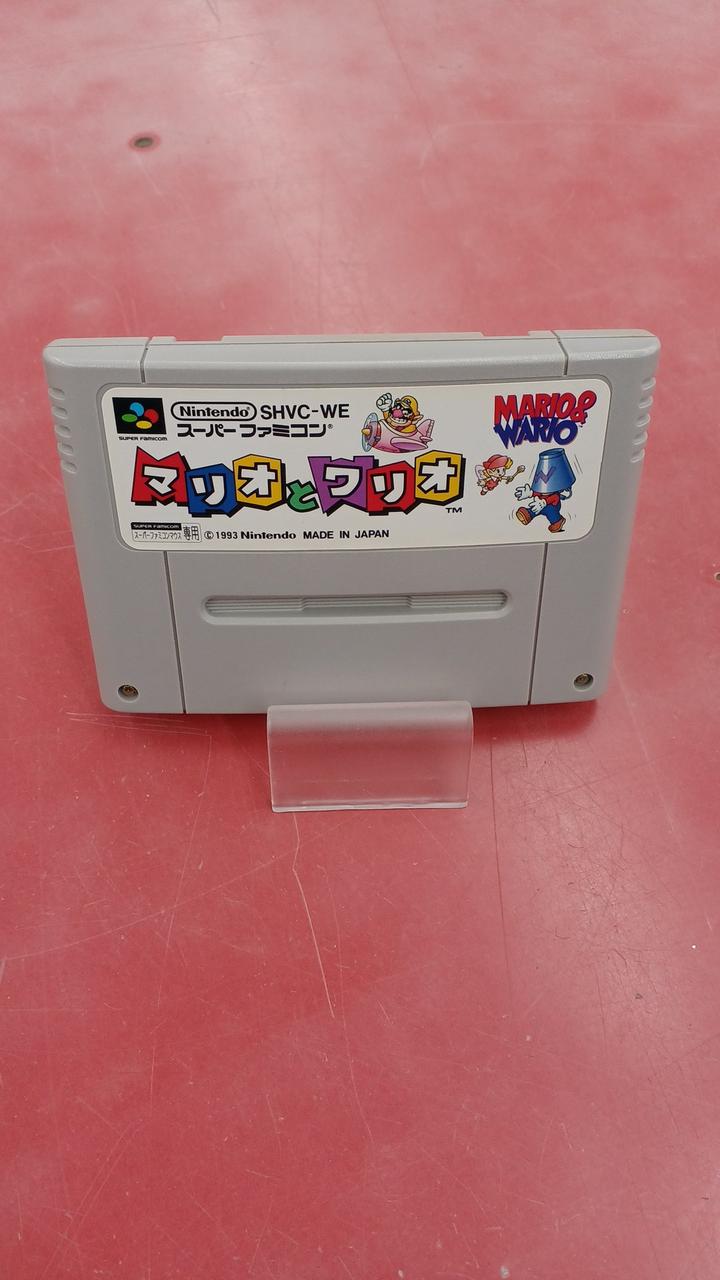 Nintendo SHVC-WE
スーパーファミコン®
SUPER FAMICOM
MARIO & WARIO
マリオとワリオ™
SUPER FAMICOM
スーパーファミコンマウス専用 ©1993 Nintendo MADE IN JAPAN